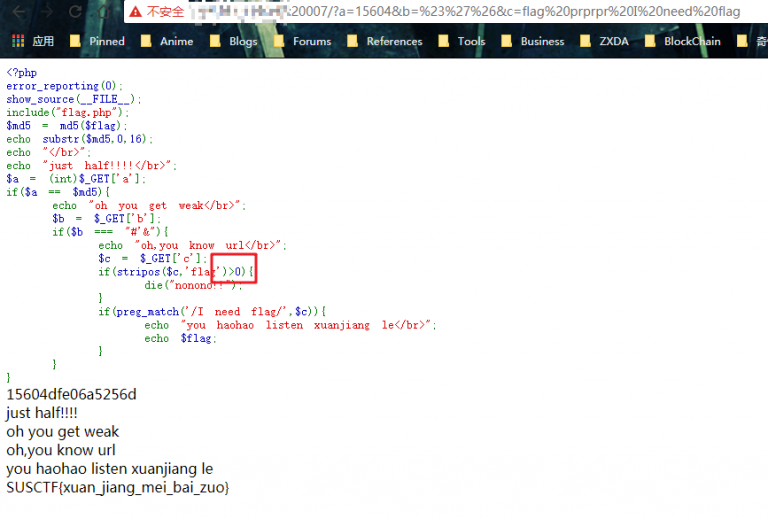 不安全 :20007/?a=15604&b=%23%27%26&c=flag%20prprpr%20I%20need%20flag
应用 Pinned Anime Blogs Forums References Tools Business ZXDA BlockChain
<?php
error_reporting(0);
show_source(__FILE__);
include("flag.php");
$md5 = md5($flag);
echo substr($md5,0,16);
echo "</br>";
echo "just half!!!!</br>";
$a = (int)$_GET['a'];
if($a == $md5){
echo "oh you get weak</br>";
$b = $_GET['b'];
if($b === "#'&"){
echo "oh,you know url</br>";
$c = $_GET['c'];
if(stripos($c,'flag')>0){
die("nonono!!");
}
if(preg_match('/I need flag/',$c)){
echo "you haohao listen xuanjiang le</br>";
echo $flag;
}
}
}
15604dfe06a5256d
just half!!!!
oh you get weak
oh,you know url
you haohao listen xuanjiang le
SUSCTF{xuan_jiang_mei_bai_zuo}